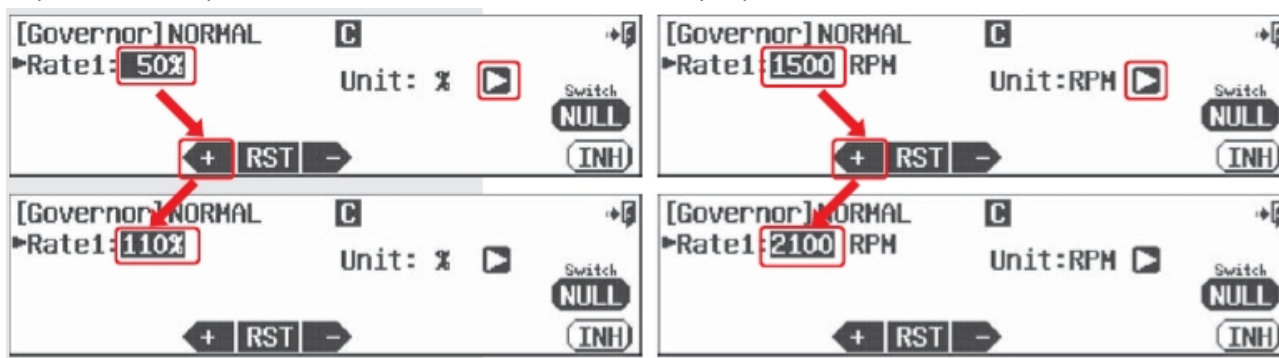 [Governor]NORMAL C
►Rate1: 50%
Unit: %
Switch
NULL
+ RST −
INH
[Governor]NORMAL C
►Rate1:110%
Unit: %
Switch
NULL
+ RST −
INH
[Governor]NORMAL C
►Rate1:1500 RPM
Unit:RPM
Switch
NULL
+ RST −
INH
[Governor]NORMAL C
►Rate1:2100 RPM
Unit:RPM
Switch
NULL
+ RST −
INH